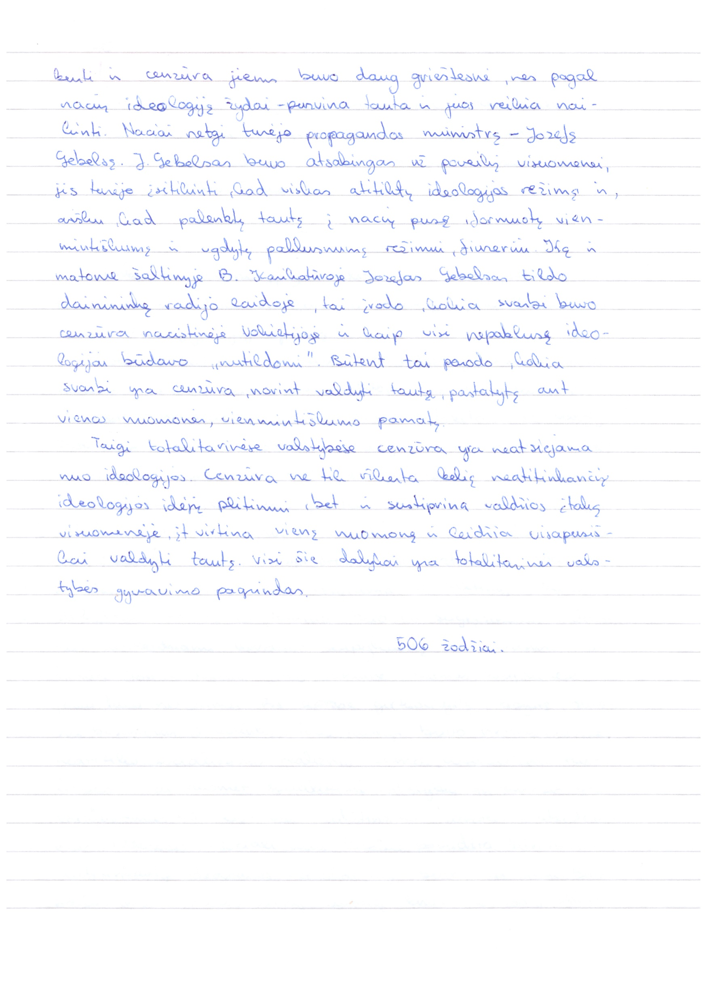 kenti ir cenzūra jiems buvo daug griežtesnė, nes pagal
nacių ideologiją žydai - purvina tauta ir juos reikia nai-
kinti. Naciai netgi turėjo propagandos ministrą - Jozefą
Gebelsą. J. Gebelsas buvo atsakingas už poveikį visuomenei,
jis turėjo įsitikinti, kad viskas atitiktų ideologijos režimą ir,
aišku, kad palenktų tautą į nacių pusę, formuotų vien-
mintiškumą ir ugdytų paklusnumą režimui, fiureriui. Ką ir
matome šaltinyje B. Karikatūroje Jozefas Gebelsas tildo
dainininką radijo laidoje, tai įrodo, kokia svarbi buvo
cenzūra nacistinėje Vokietijoje ir kaip visi nepaklusę ideo-
logijai būdavo „nutildomi". Būtent tai parodo, kokia
svarbi yra cenzūra, norint valdyti tautą, pastatytą ant
vienos nuomonės, vienmintiškumo pamatų.
Taigi totalitarinėse valstybėse cenzūra yra neatsiejama
nuo ideologijos. Cenzūra ne tik užkerta kelią neatitinkančių
ideologijos idėjų plitimui, bet ir sustiprina valdžios įtaką
visuomenėje, įtvirtina vieną nuomonę ir leidžia visapusiš-
kai valdyti tautą. Visi šie dalykai yra totalitarinės vals-
tybės gyvavimo pagrindas.
506 žodžiai.